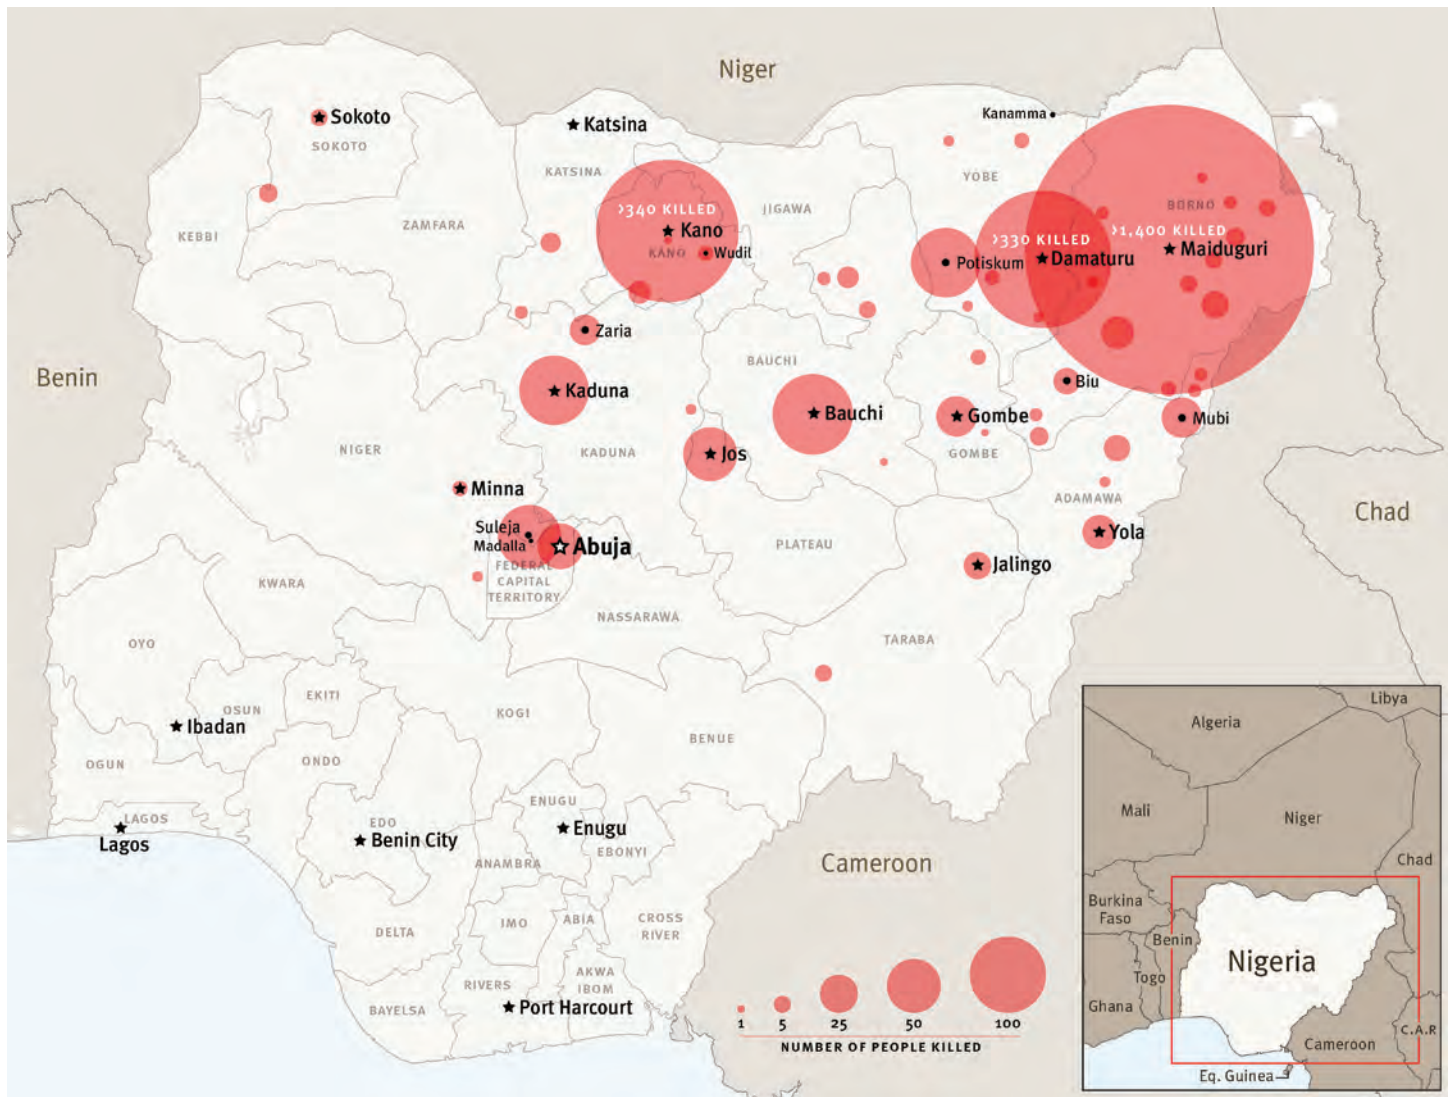 Niger
Kanamma
Sokoto
SOKOTO
Katsina
KATSINA
YOBE
KEBBI
ZAMFARA
>340 KILLED
Kano
KANO
Wudil
JIGAWA
BORNO
>1,400 KILLED
Maiduguri
>330 KILLED
Damaturu
Potiskum
Zaria
Benin
Kaduna
BAUCHI
Bauchi
Biu
Gombe
GOMBE
Mubi
NIGER
KADUNA
Jos
Minna
ADAMAWA
Chad
Suleja
Madalla
Abuja
FEDERAL
CAPITAL
TERRITORY
PLATEAU
Yola
Jalingo
KWARA
NASSARAWA
OYO
TARABA
OSUN
EKITI
KOGI
Ibadan
BENUE
OGUN
ONDO
LAGOS
Lagos
EDO
Benin City
ENUGU
Enugu
EBONYI
ANAMBRA
Cameroon
DELTA
IMO
ABIA
CROSS
RIVER
RIVERS
AKWA
IBOM
BAYELSA
Port Harcourt
1 5 25 50 100
NUMBER OF PEOPLE KILLED
Libya
Algeria
Mali
Niger
Chad
Burkina
Faso
Benin
Nigeria
Togo
Ghana
C.A.R
Cameroon
Eq. Guinea